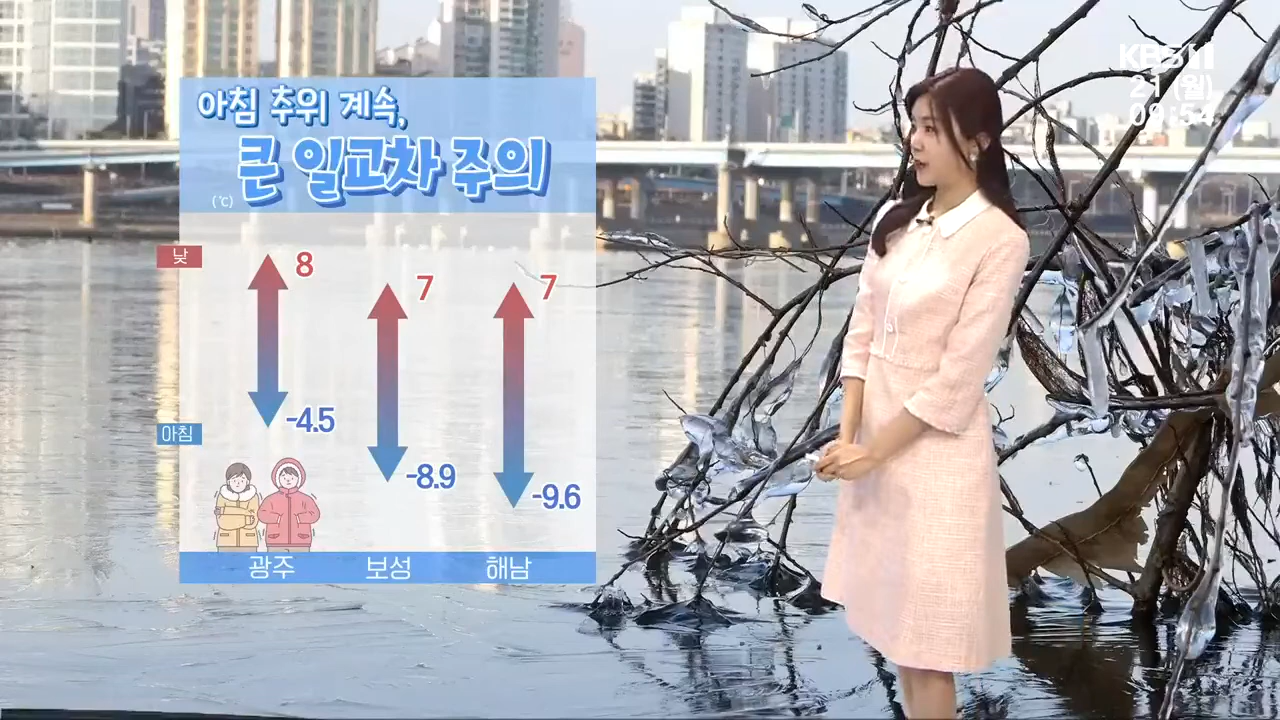 아침 추위 계속,
큰 일교차 주의
(℃)
낮
8
7
7
아침
-4.5
-8.9
-9.6
광주 보성 해남
KBS 1
21 (월)
09:54